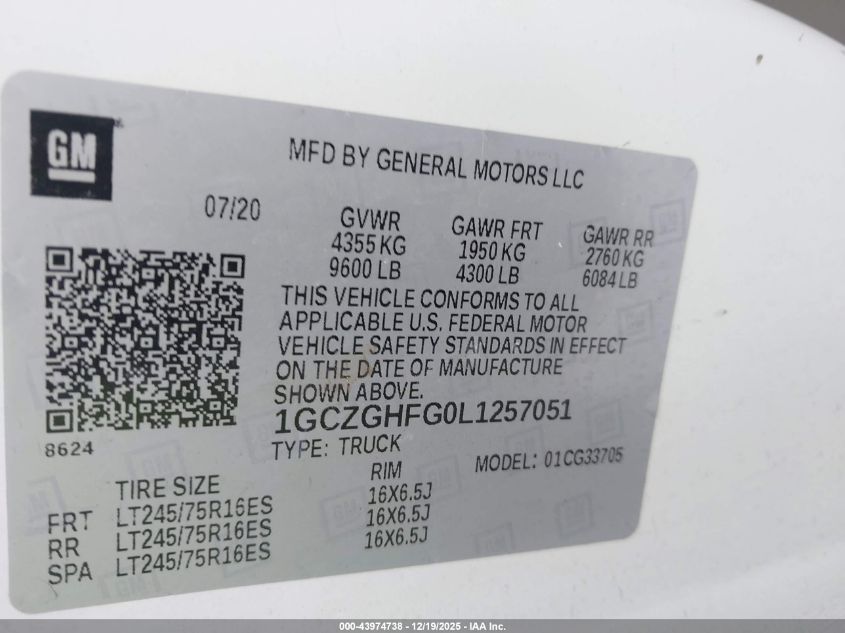 GM
MFD BY GENERAL MOTORS LLC
07/20
GVWR GAWR FRT GAWR RR
4355 KG 1950 KG 2760 KG
9600 LB 4300 LB 6084 LB
THIS VEHICLE CONFORMS TO ALL
APPLICABLE U.S. FEDERAL MOTOR
VEHICLE SAFETY STANDARDS IN EFFECT
ON THE DATE OF MANUFACTURE
SHOWN ABOVE.
1GCZGHFG0L1257051
8624
TYPE: TRUCK
MODEL: 01CG33705
TIRE SIZE RIM
FRT LT245/75R16ES 16X6.5J
RR LT245/75R16ES 16X6.5J
SPA LT245/75R16ES 16X6.5J
000-43974738 - 12/19/2025 - IAA Inc.